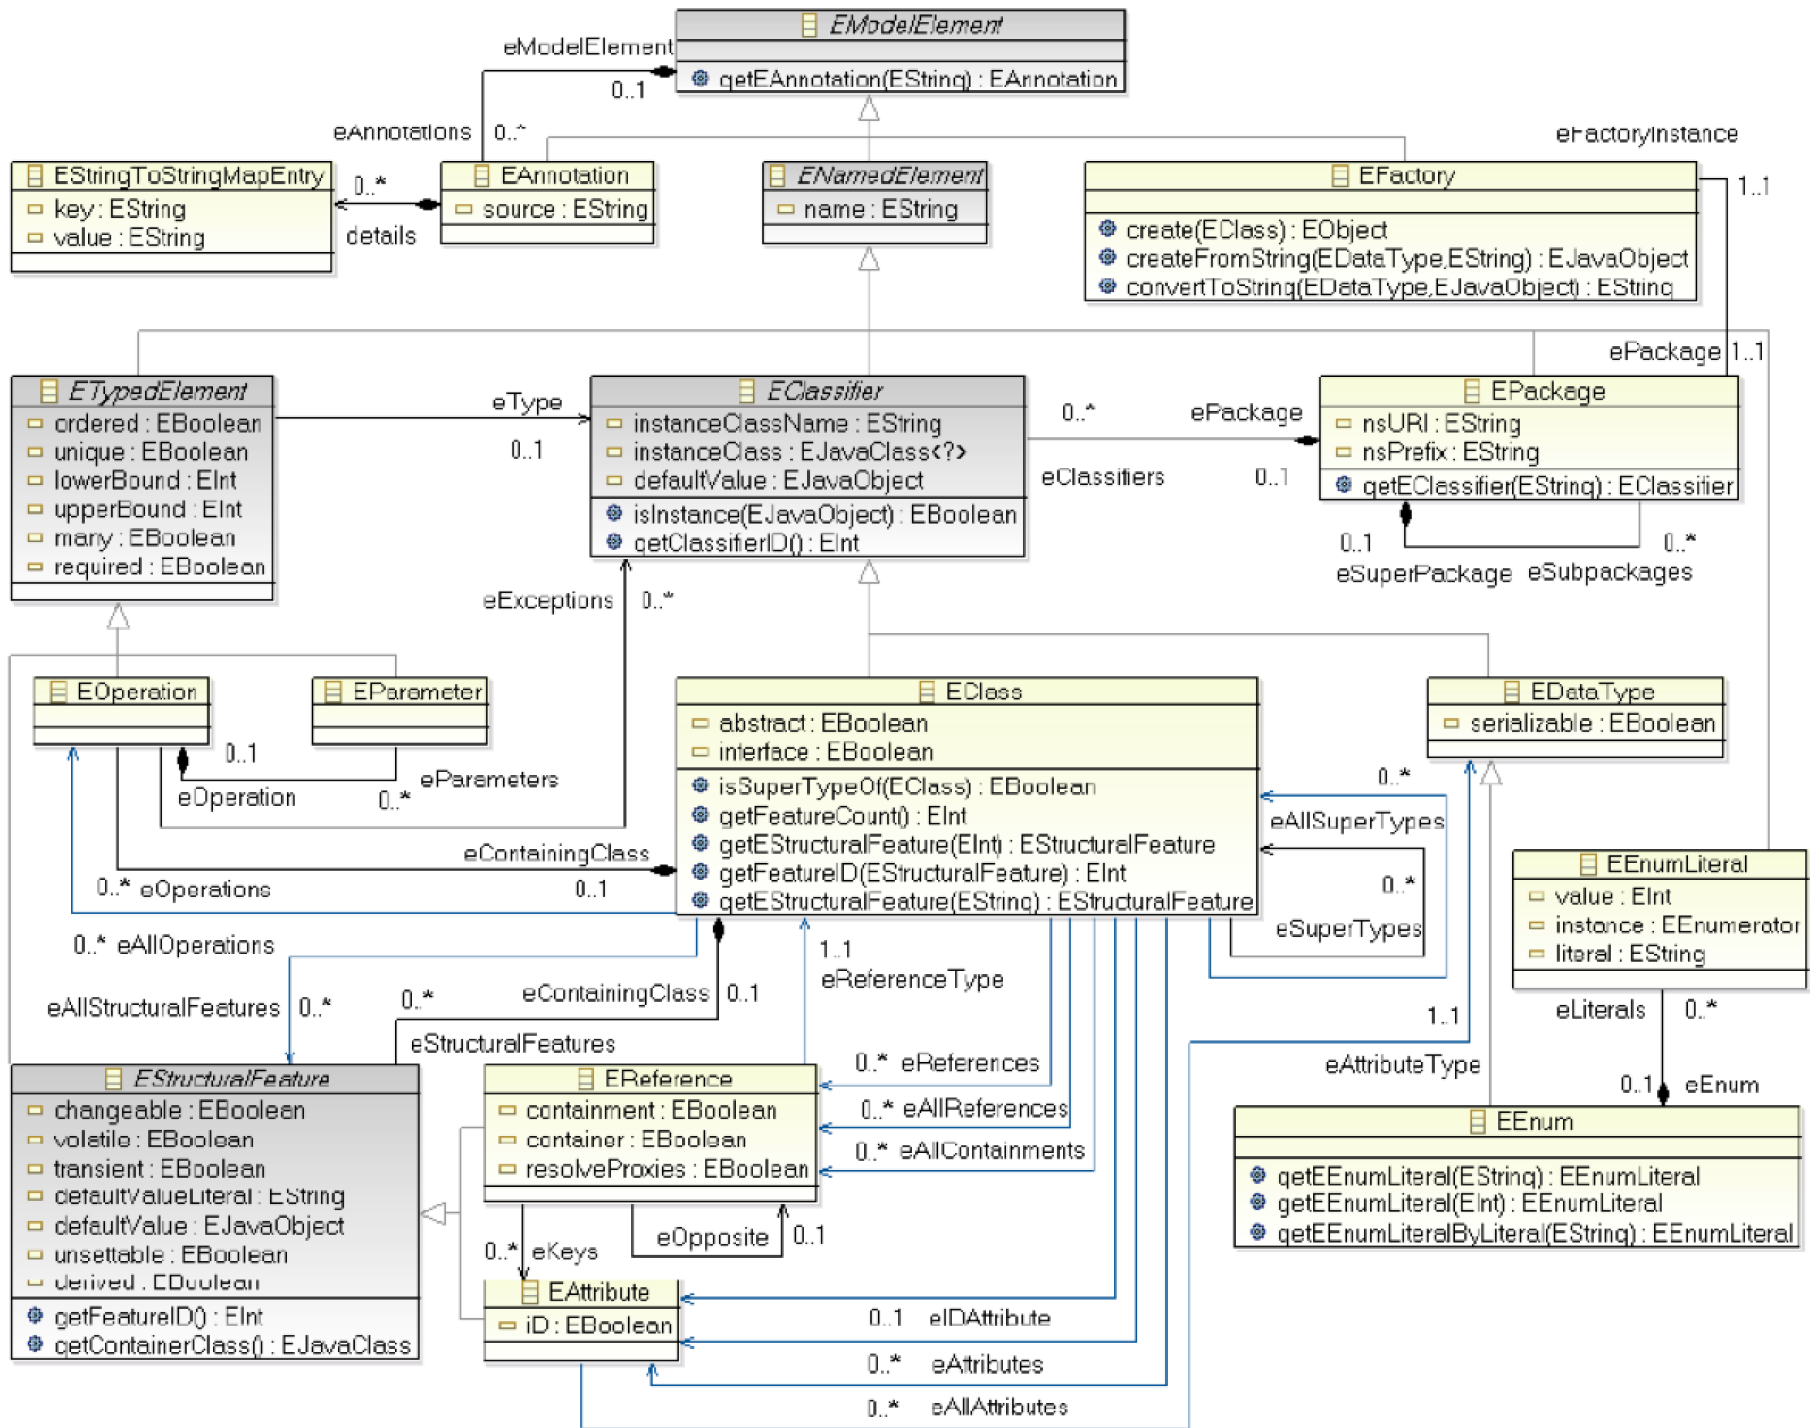 EModelElement
getEAnnotation(EString) : EAnnotation
eModelElement
0..1
eAnnotations 0..*
eFactoryInstance
1..1
EStringToStringMapEntry
key : EString
value : EString
0..*
details
EAnnotation
source : EString
ENamedElement
name : EString
EFactory
create(EClass) : EObject
createFromString(EDataType,EString) : EJavaObject
convertToString(EDataType,EJavaObject) : EString
ePackage 1..1
ETypedElement
ordered : EBoolean
unique : EBoolean
lowerBound : EInt
upperBound : EInt
many : EBoolean
required : EBoolean
eType
0..1
EClassifier
instanceClassName : EString
instanceClass : EJavaClass<?>
defaultValue : EJavaObject
isInstance(EJavaObject) : EBoolean
getClassifierID() : EInt
0..* ePackage
eClassifiers 0..1
EPackage
nsURI : EString
nsPrefix : EString
getEClassifier(EString) : EClassifier
0..1 0..*
eSuperPackage eSubpackages
eExceptions 0..*
EOperation
EParameter
0..1
eOperation
0..*
eParameters
eContainingClass
0..* eOperations
0..1
0..* eAllOperations
EClass
abstract : EBoolean
interface : EBoolean
isSuperTypeOf(EClass) : EBoolean
getFeatureCount() : EInt
getEStructuralFeature(EInt) : EStructuralFeature
getFeatureID(EStructuralFeature) : EInt
getEStructuralFeature(EString) : EStructuralFeature
EDataType
serializable : EBoolean
0..*
eAllSuperTypes
0..*
eSuperTypes
EEnumLiteral
value : EInt
instance : EEnumerator
literal : EString
eLiterals 0..*
1..1
eAttributeType
0..1 eEnum
EEnum
getEEnumLiteral(EString) : EEnumLiteral
getEEnumLiteral(EInt) : EEnumLiteral
getEEnumLiteralByLiteral(EString) : EEnumLiteral
1..1
eReferenceType
eContainingClass 0..1
eAllStructuralFeatures 0..*
0..*
eStructuralFeatures
EStructuralFeature
changeable : EBoolean
volatile : EBoolean
transient : EBoolean
defaultValueLiteral : EString
defaultValue : EJavaObject
unsettable : EBoolean
derived : EBoolean
getFeatureID() : EInt
getContainerClass() : EJavaClass
EReference
containment : EBoolean
container : EBoolean
resolveProxies : EBoolean
0..* eReferences
0..* eAllReferences
0..* eAllContainments
0..* eKeys
eOpposite 0..1
EAttribute
iD : EBoolean
0..1 eIDAttribute
0..* eAttributes
0..* eAllAttributes